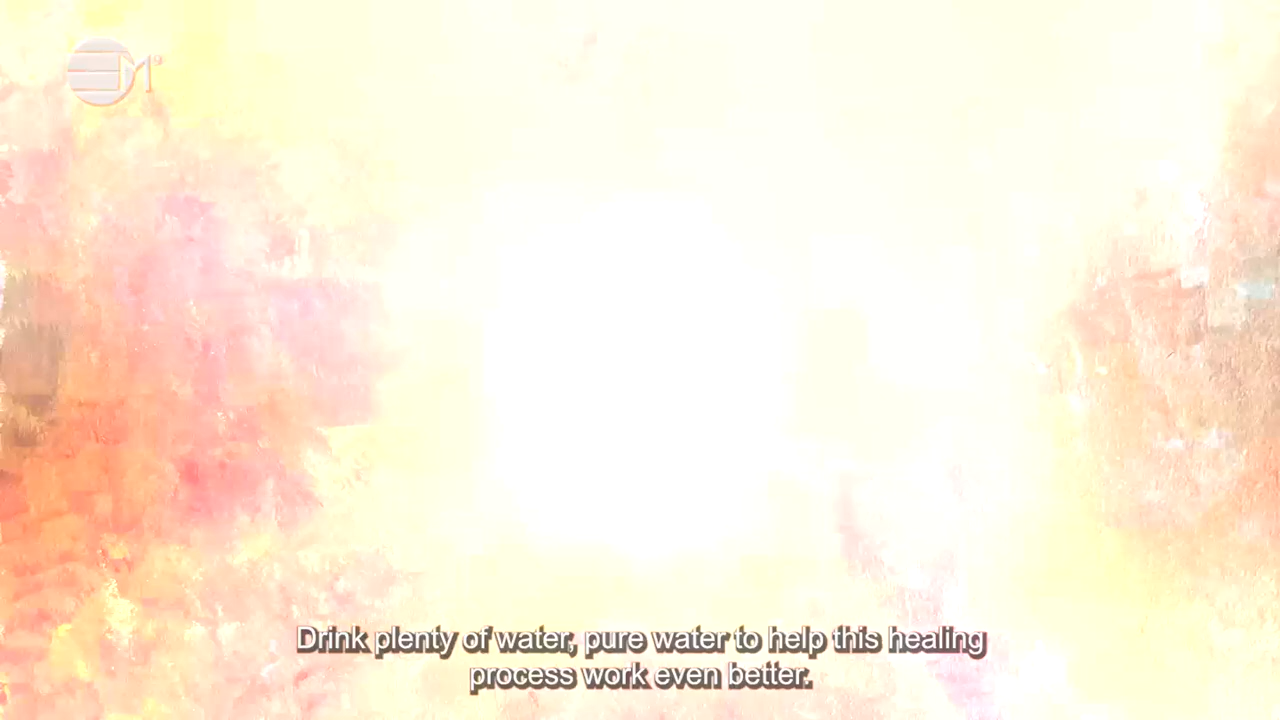 M®
Drink plenty of water, pure water to help this healing
process work even better.